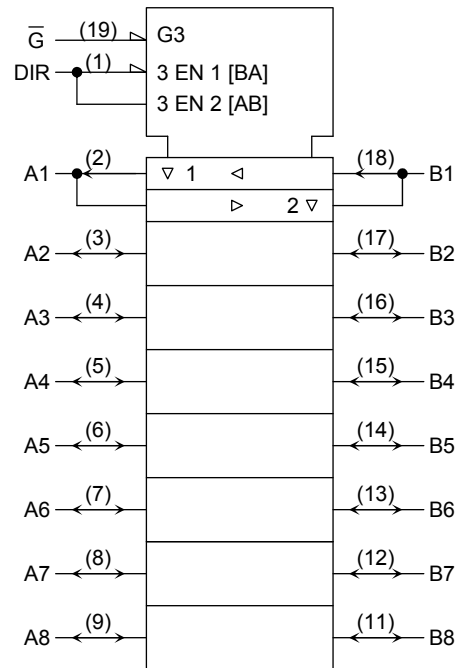 G̅ (19) G3
DIR (1) 3 EN 1 [BA]
3 EN 2 [AB]
A1 (2) ▽ 1 ◁ (18) B1
▷ 2 ▽
A2 (3) (17) B2
A3 (4) (16) B3
A4 (5) (15) B4
A5 (6) (14) B5
A6 (7) (13) B6
A7 (8) (12) B7
A8 (9) (11) B8